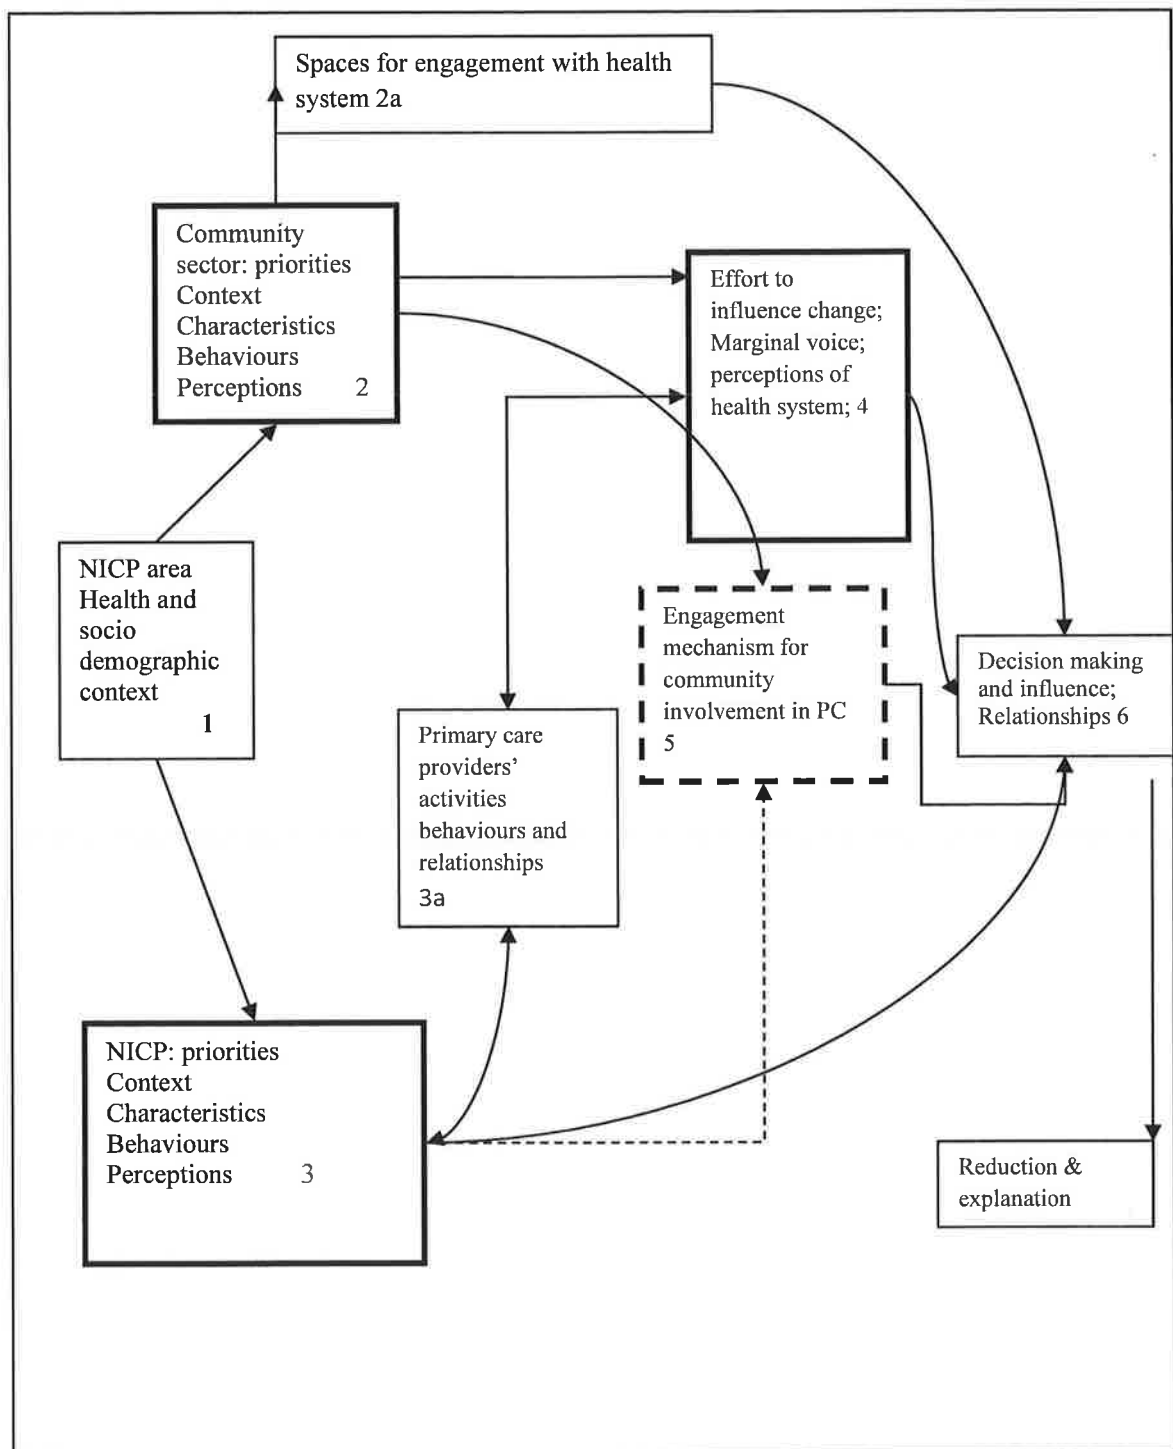 Spaces for engagement with health
system 2a
Community
sector: priorities
Context
Characteristics
Behaviours
Perceptions 2
Effort to
influence change;
Marginal voice;
perceptions of
health system; 4
NICP area
Health and
socio
demographic
context
1
Engagement
mechanism for
community
involvement in PC
5
Decision making
and influence;
Relationships 6
Primary care
providers'
activities
behaviours and
relationships
3a
NICP: priorities
Context
Characteristics
Behaviours
Perceptions 3
Reduction &
explanation